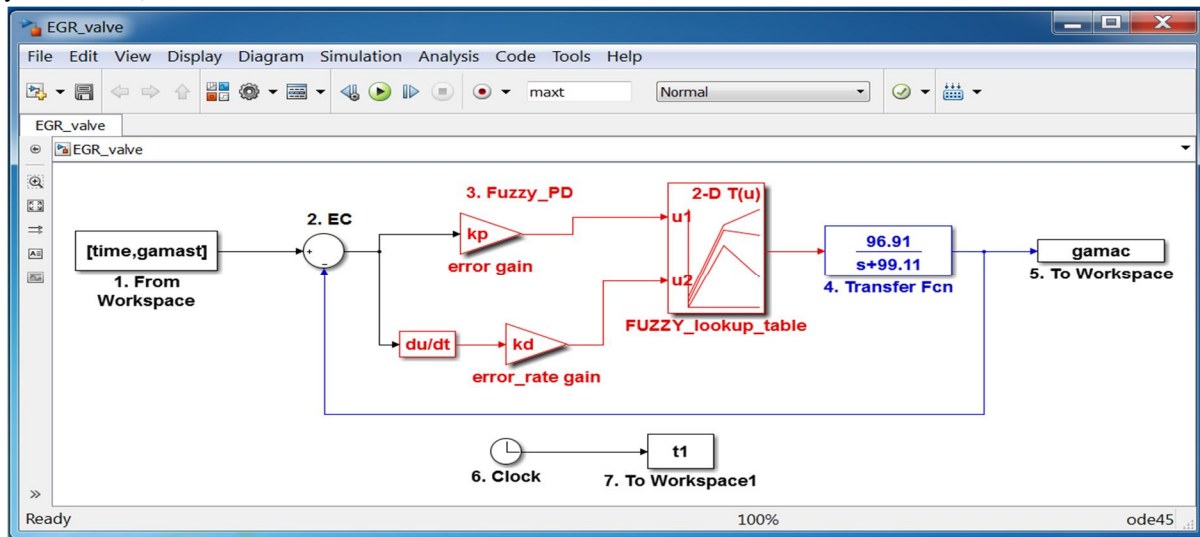 EGR_valve
File Edit View Display Diagram Simulation Analysis Code Tools Help
maxt Normal
EGR_valve
EGR_valve
3. Fuzzy_PD
2-D T(u)
2. EC
u1
kp
[time,gamast]
96.91
s+99.11
gamac
error gain
1. From
Workspace
u2
4. Transfer Fcn
5. To Workspace
FUZZY_lookup_table
du/dt
kd
error_rate gain
t1
6. Clock
7. To Workspace1
Ready 100% ode45